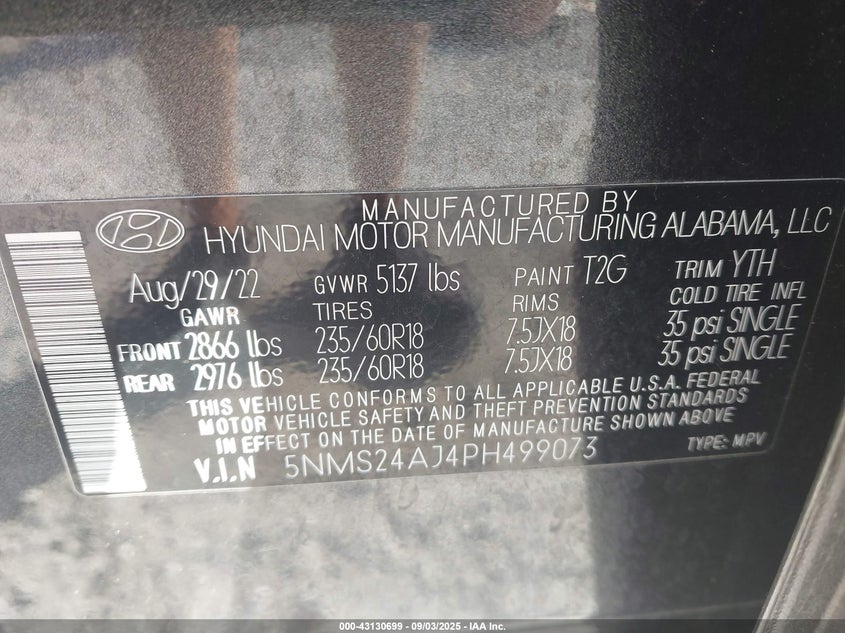 MANUFACTURED BY
HYUNDAI MOTOR MANUFACTURING ALABAMA, LLC
Aug/29/22 GVWR 5137 lbs PAINT T2G TRIM YTH
GAWR TIRES RIMS COLD TIRE INFL
FRONT 2866 lbs 235/60R18 7.5JX18 35 psi SINGLE
REAR 2976 lbs 235/60R18 7.5JX18 35 psi SINGLE
THIS VEHICLE CONFORMS TO ALL APPLICABLE U.S.A. FEDERAL
MOTOR VEHICLE SAFETY AND THEFT PREVENTION STANDARDS
IN EFFECT ON THE DATE OF MANUFACTURE SHOWN ABOVE
V.I.N 5NMS24AJ4PH499073 TYPE: MPV
000-43130699 - 09/03/2025 - IAA Inc.